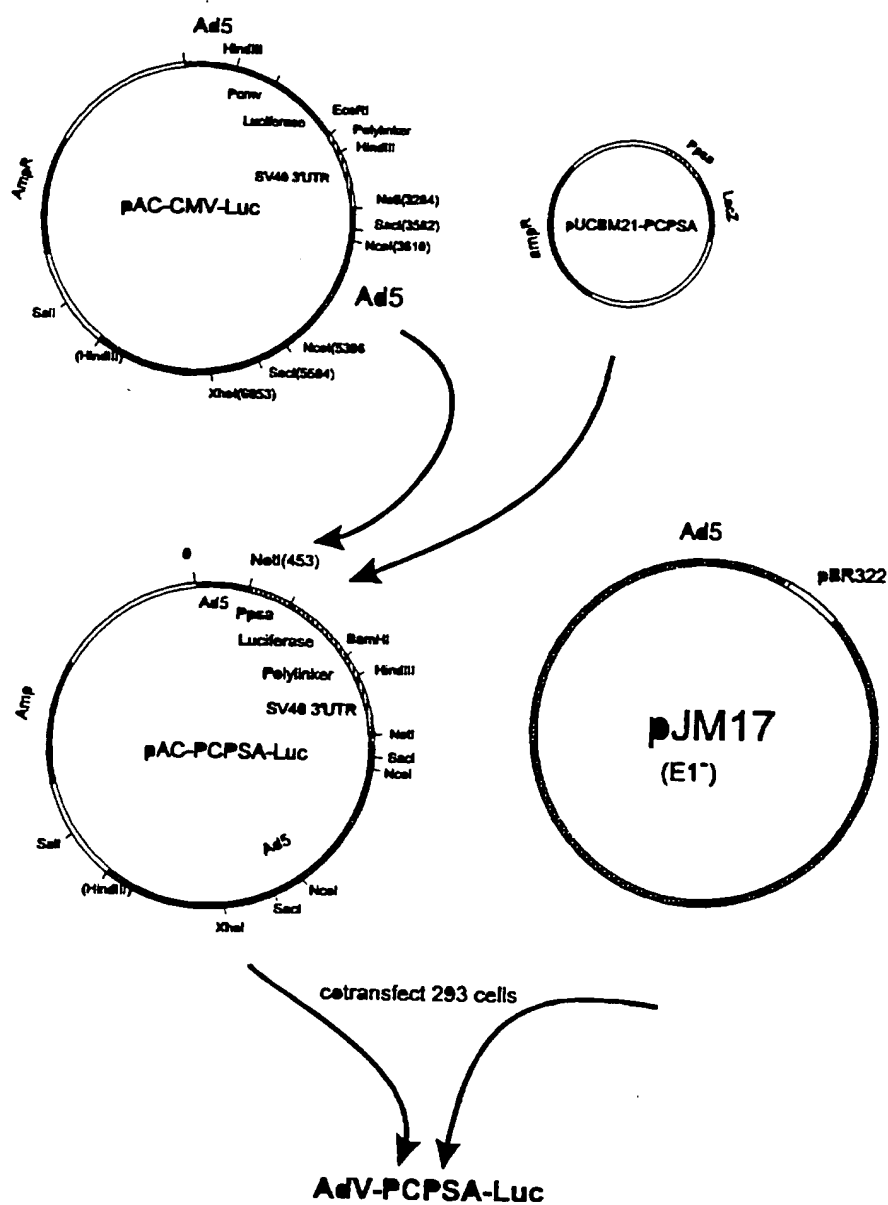 Ad5
HindIII
Pcmv
Luciferase
EcoRI
Polylinker
HindIII
SV40 3'UTR
NotI(3284)
SacI(3582)
NcoI(3610)
AmpR
pAC-CMV-Luc
Ad5
SalI
(HindIII)
NcoI(5386
SacI(5584)
XhoI(6853)
Ppsa
LacZ
ampR
pUCBM21-PCPSA
0
NotI(453)
Ad5
Ppsa
Luciferase
BamHI
HindIII
Polylinker
SV40 3'UTR
NotI
SacI
NcoI
Amp
pAC-PCPSA-Luc
Ad5
SalI
(HindIII)
NcoI
SacI
XhoI
Ad5
pBR322
pJM17
(E1⁻)
cotransfect 293 cells
AdV-PCPSA-Luc